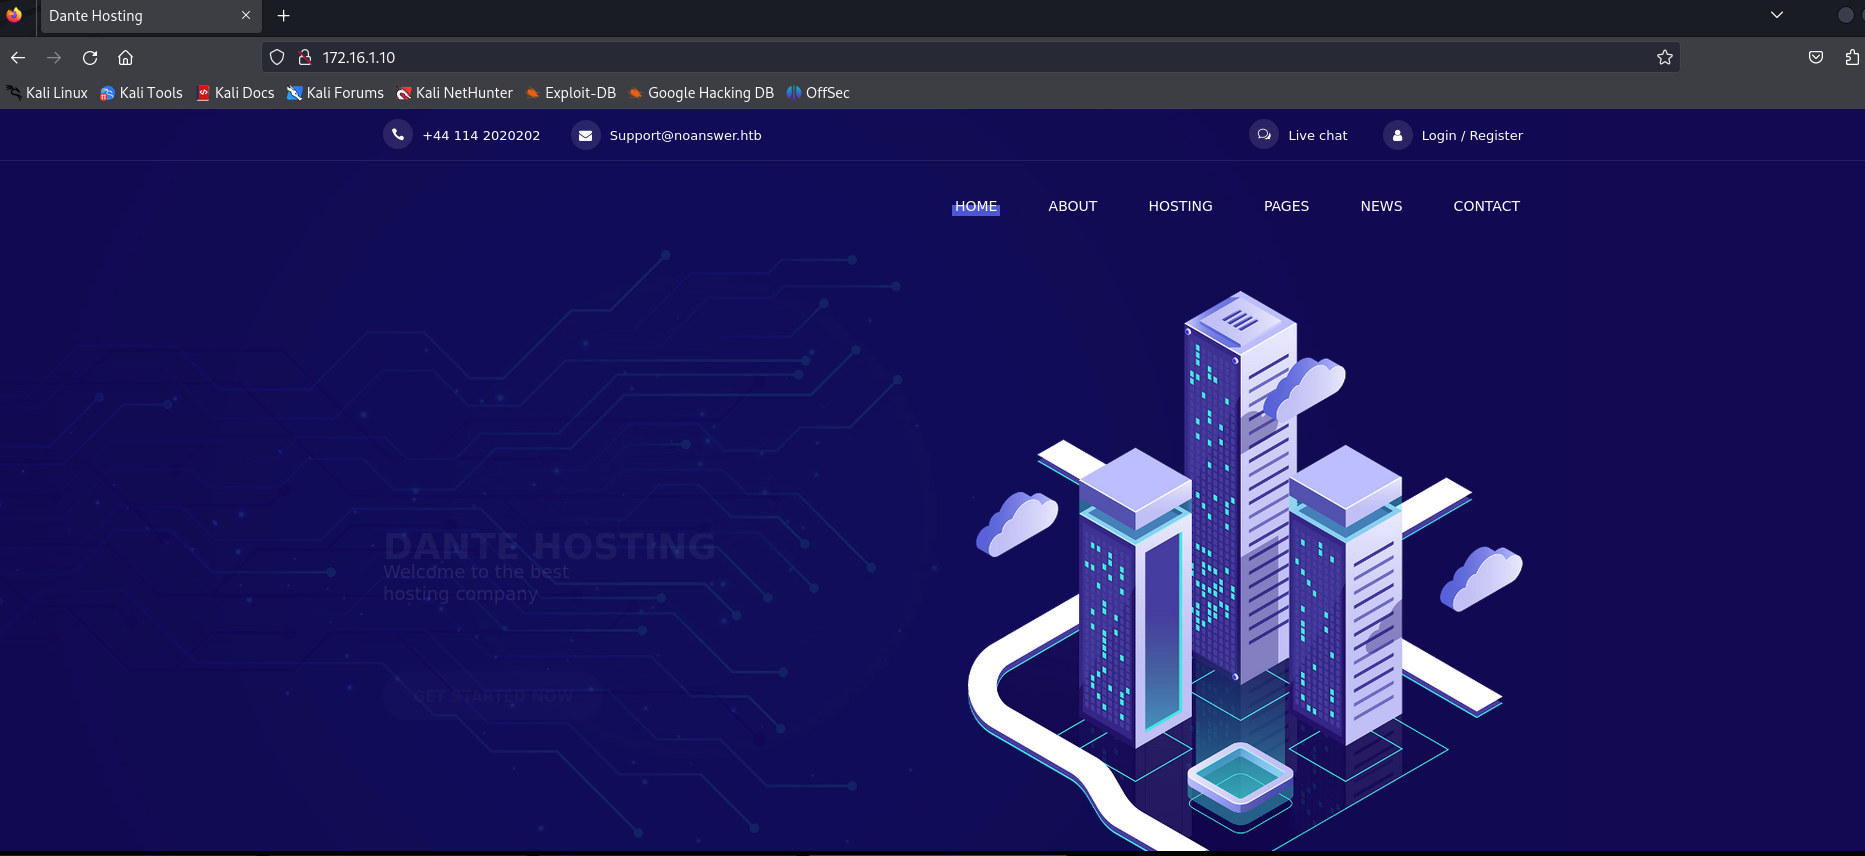 Dante Hosting
172.16.1.10
Kali Linux Kali Tools Kali Docs Kali Forums Kali NetHunter Exploit-DB Google Hacking DB OffSec
+44 114 2020202 Support@noanswer.htb Live chat Login / Register
HOME ABOUT HOSTING PAGES NEWS CONTACT
DANTE HOSTING
Welcome to the best
hosting company
GET STARTED NOW